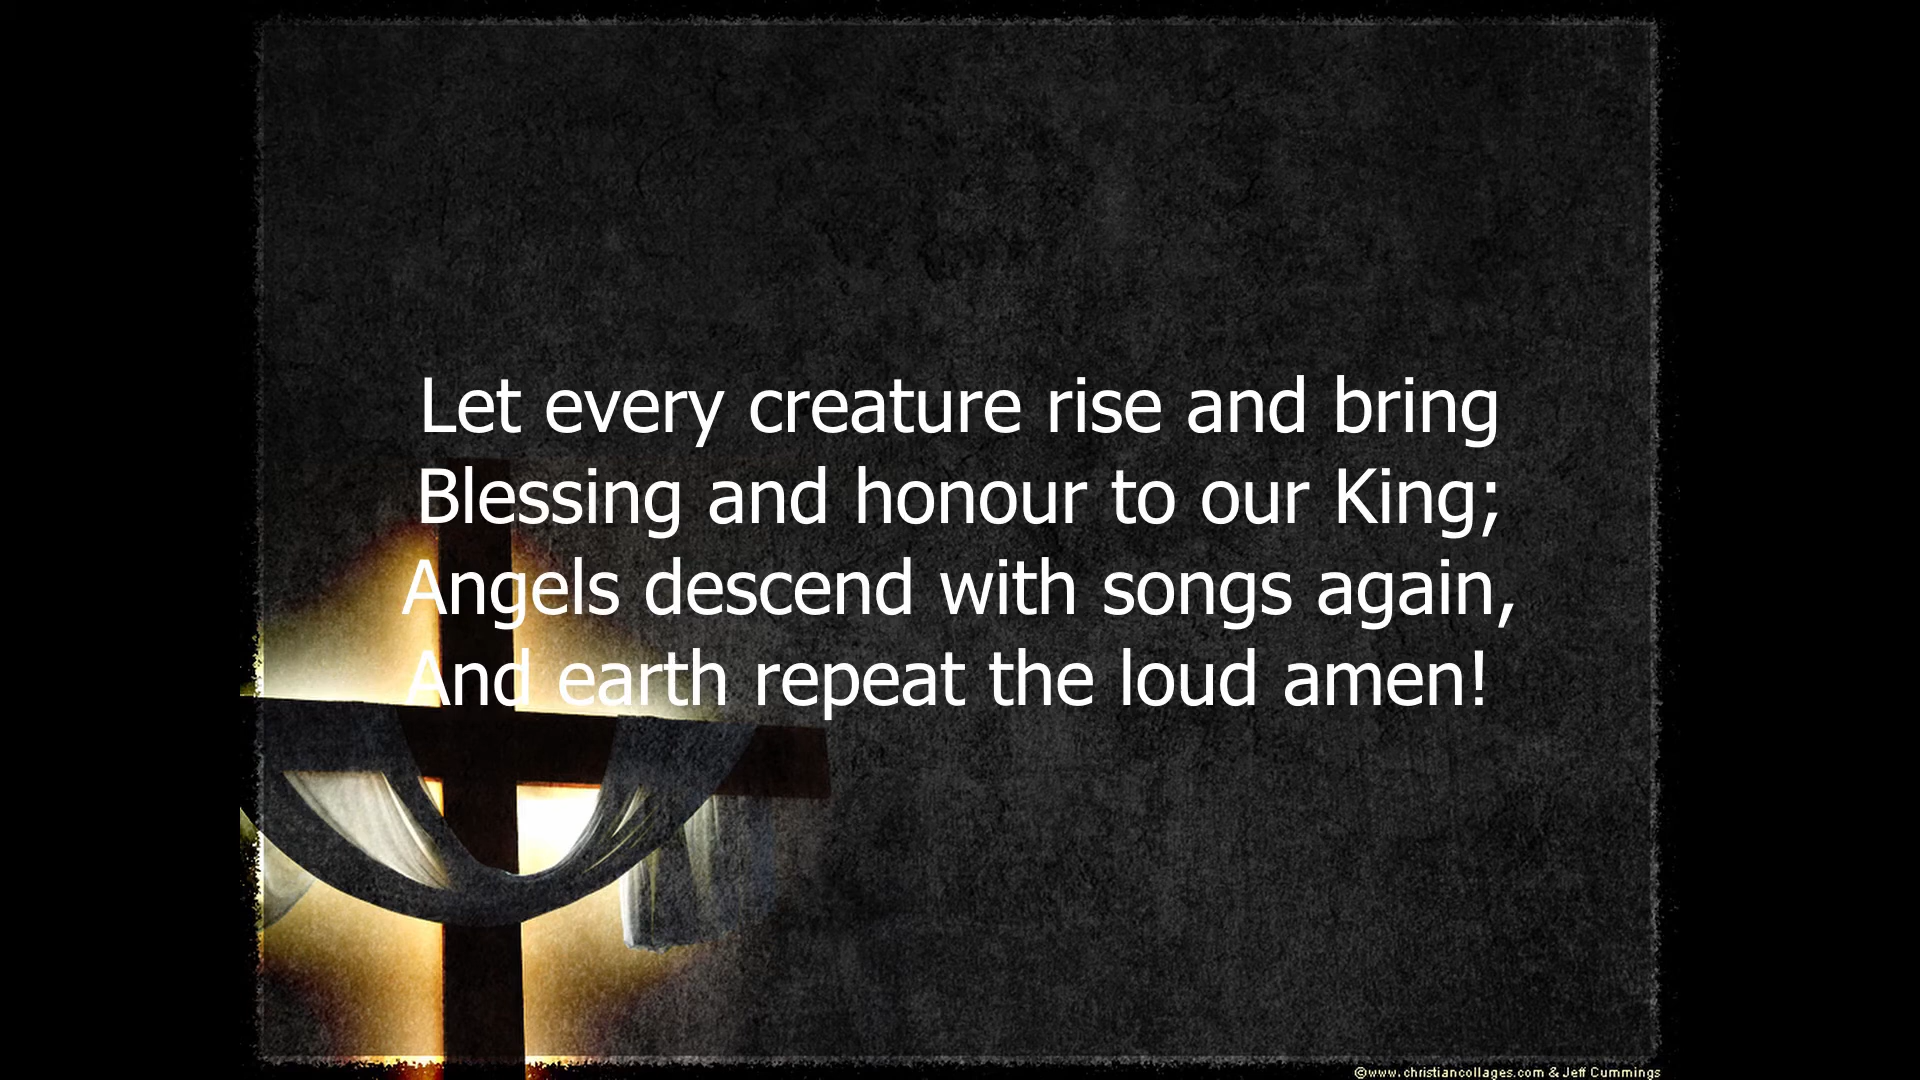 Let every creature rise and bring
Blessing and honour to our King;
Angels descend with songs again,
And earth repeat the loud amen!
©www.christiancollages.com & Jeff Cummings